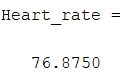 Heart_rate =
76.8750